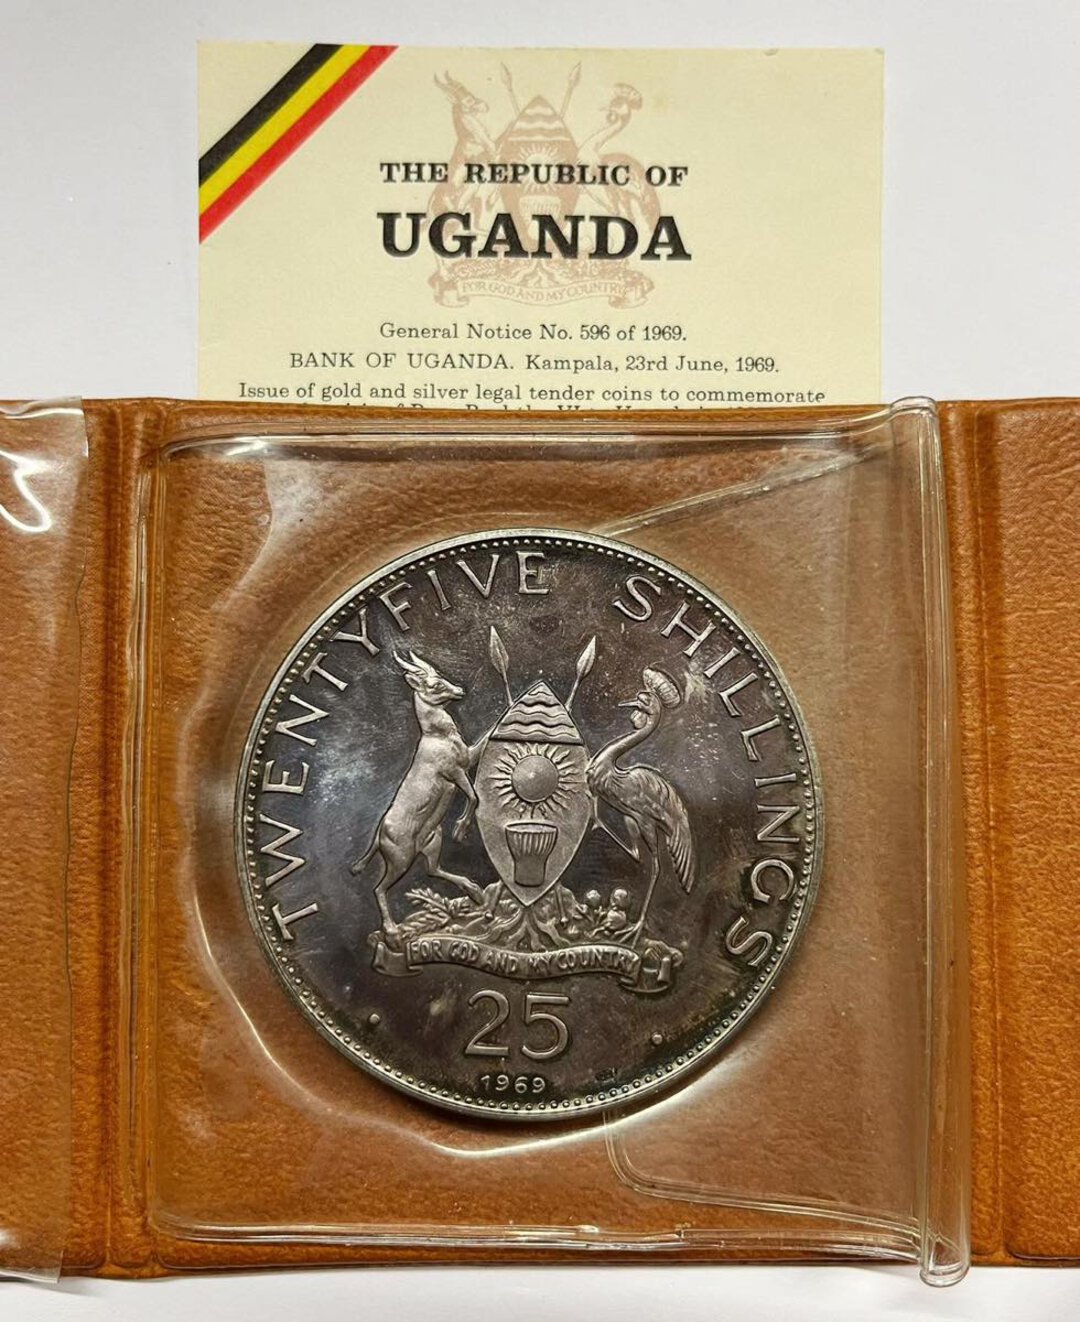 THE REPUBLIC OF
UGANDA
FOR GOD AND MY COUNTRY
General Notice No. 596 of 1969.
BANK OF UGANDA. Kampala, 23rd June, 1969.
Issue of gold and silver legal tender coins to commemorate
TWENTYFIVE SHILLINGS
FOR GOD AND MY COUNTRY
25
1969